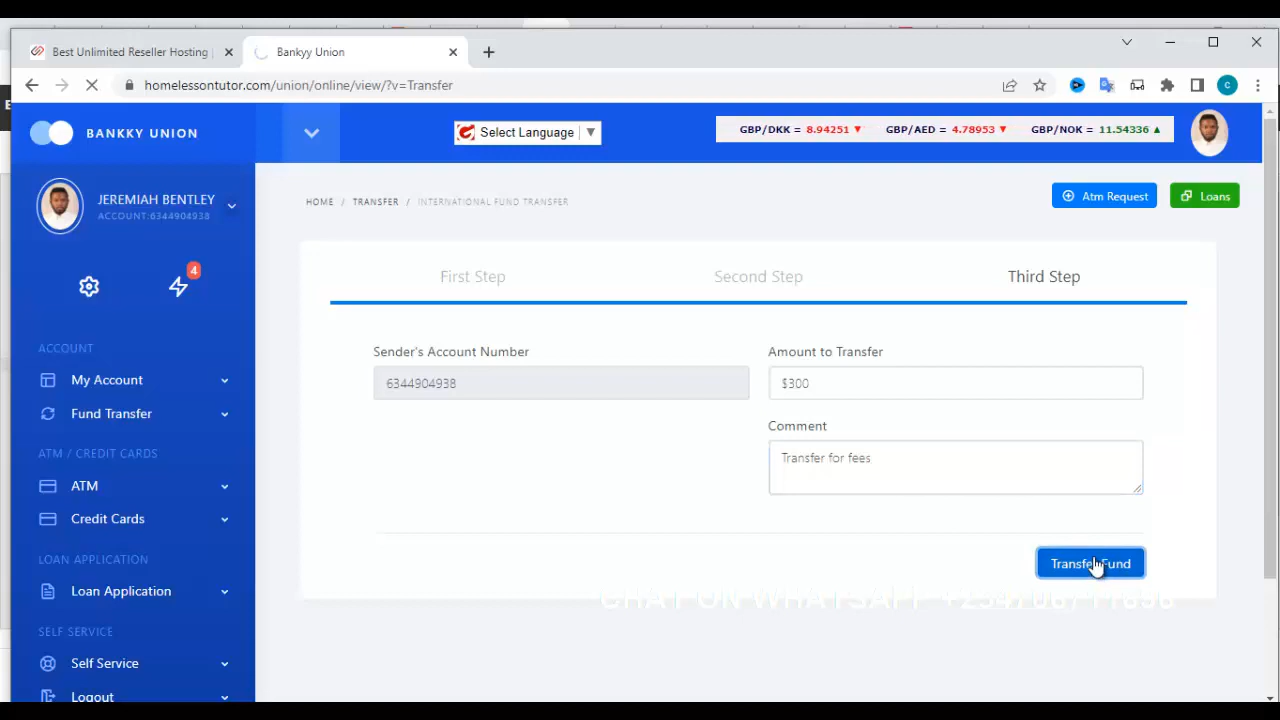 Best Unlimited Reseller Hosting
Bankyy Union
homelessontutor.com/union/online/view/?v=Transfer
BANKKY UNION
Select Language
GBP/DKK = 8.94251 ▼ GBP/AED = 4.78953 ▼ GBP/NOK = 11.54336 ▲
JEREMIAH BENTLEY
ACCOUNT:6344904938
HOME / TRANSFER / INTERNATIONAL FUND TRANSFER
Atm Request
Loans
4
First Step
Second Step
Third Step
ACCOUNT
My Account
Fund Transfer
ATM / CREDIT CARDS
ATM
Credit Cards
LOAN APPLICATION
Loan Application
SELF SERVICE
Self Service
Logout
Sender's Account Number
6344904938
Amount to Transfer
$300
Comment
Transfer for fees
Transfer Fund
CHAT ON WHATSAPP